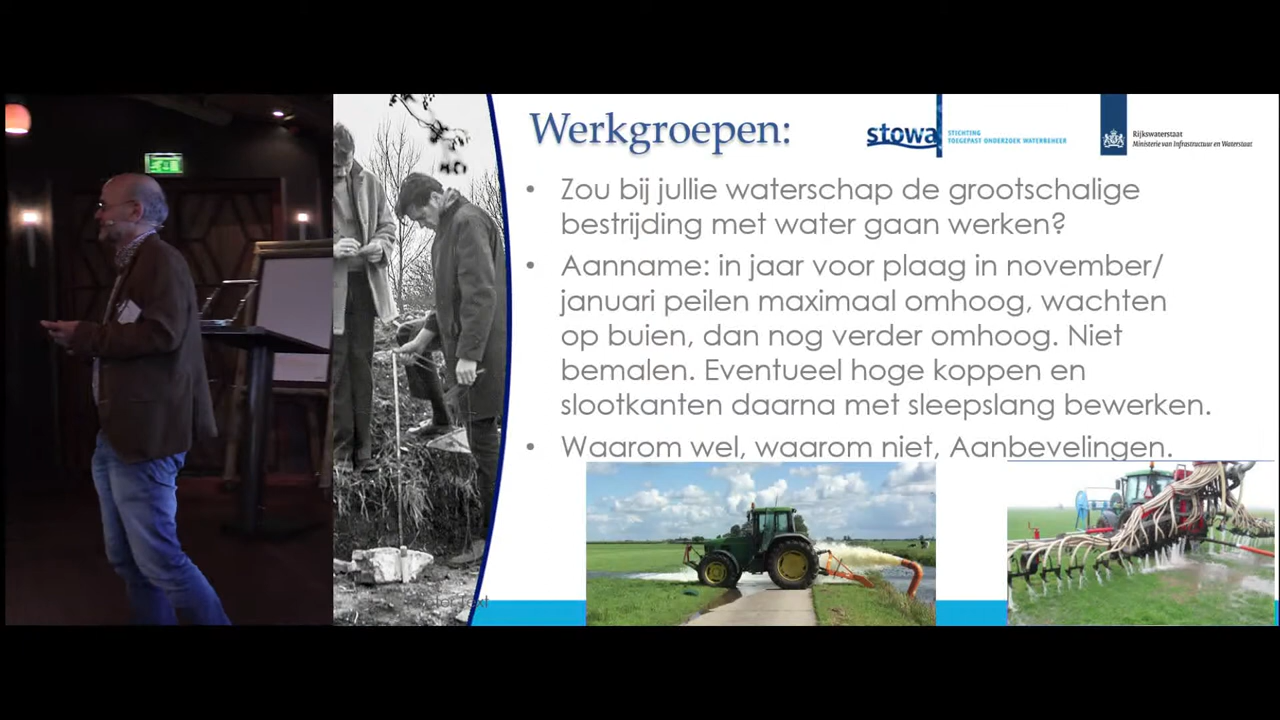 Werkgroepen:
stowa
STICHTING
TOEGEPAST ONDERZOEK WATERBEHEER
Rijkswaterstaat
Ministerie van Infrastructuur en Waterstaat
• Zou bij jullie waterschap de grootschalige
bestrijding met water gaan werken?
• Aanname: in jaar voor plaag in november/
januari peilen maximaal omhoog, wachten
op buien, dan nog verder omhoog. Niet
bemalen. Eventueel hoge koppen en
slootkanten daarna met sleepslang bewerken.
• Waarom wel, waarom niet, Aanbevelingen.